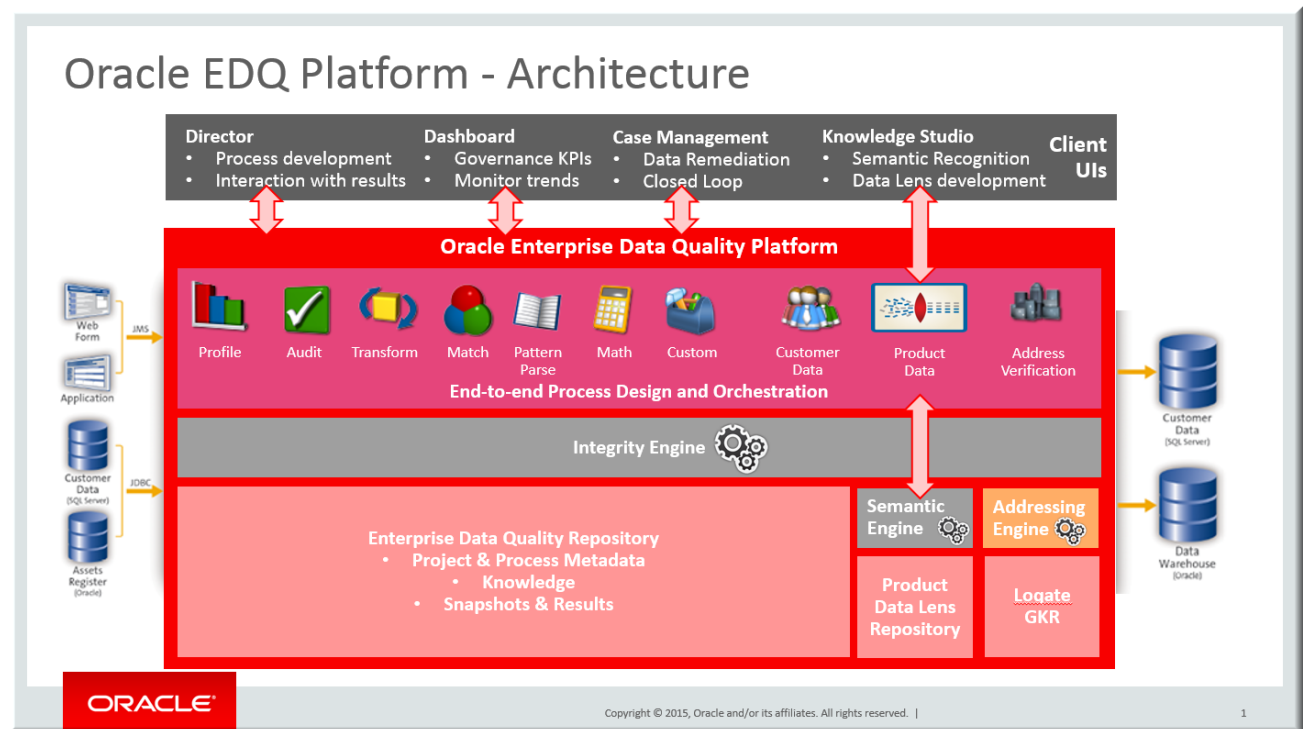 Oracle EDQ Platform - Architecture
Director
• Process development
• Interaction with results
Dashboard
• Governance KPIs
• Monitor trends
Case Management
• Data Remediation
• Closed Loop
Knowledge Studio
• Semantic Recognition
• Data Lens development
Client
UIs
Oracle Enterprise Data Quality Platform
Profile
Audit
Transform
Match
Pattern
Parse
Math
Custom
Customer
Data
Product
Data
Address
Verification
End-to-end Process Design and Orchestration
Web
Form
Application
JMS
Customer
Data
(SQL Server)
Assets
Register
(Oracle)
JDBC
Integrity Engine
Enterprise Data Quality Repository
• Project & Process Metadata
• Knowledge
• Snapshots & Results
Semantic
Engine
Addressing
Engine
Product
Data Lens
Repository
Loqate
GKR
Customer
Data
(SQL Server)
Data
Warehouse
(Oracle)
ORACLE®
Copyright © 2015, Oracle and/or its affiliates. All rights reserved. |
1